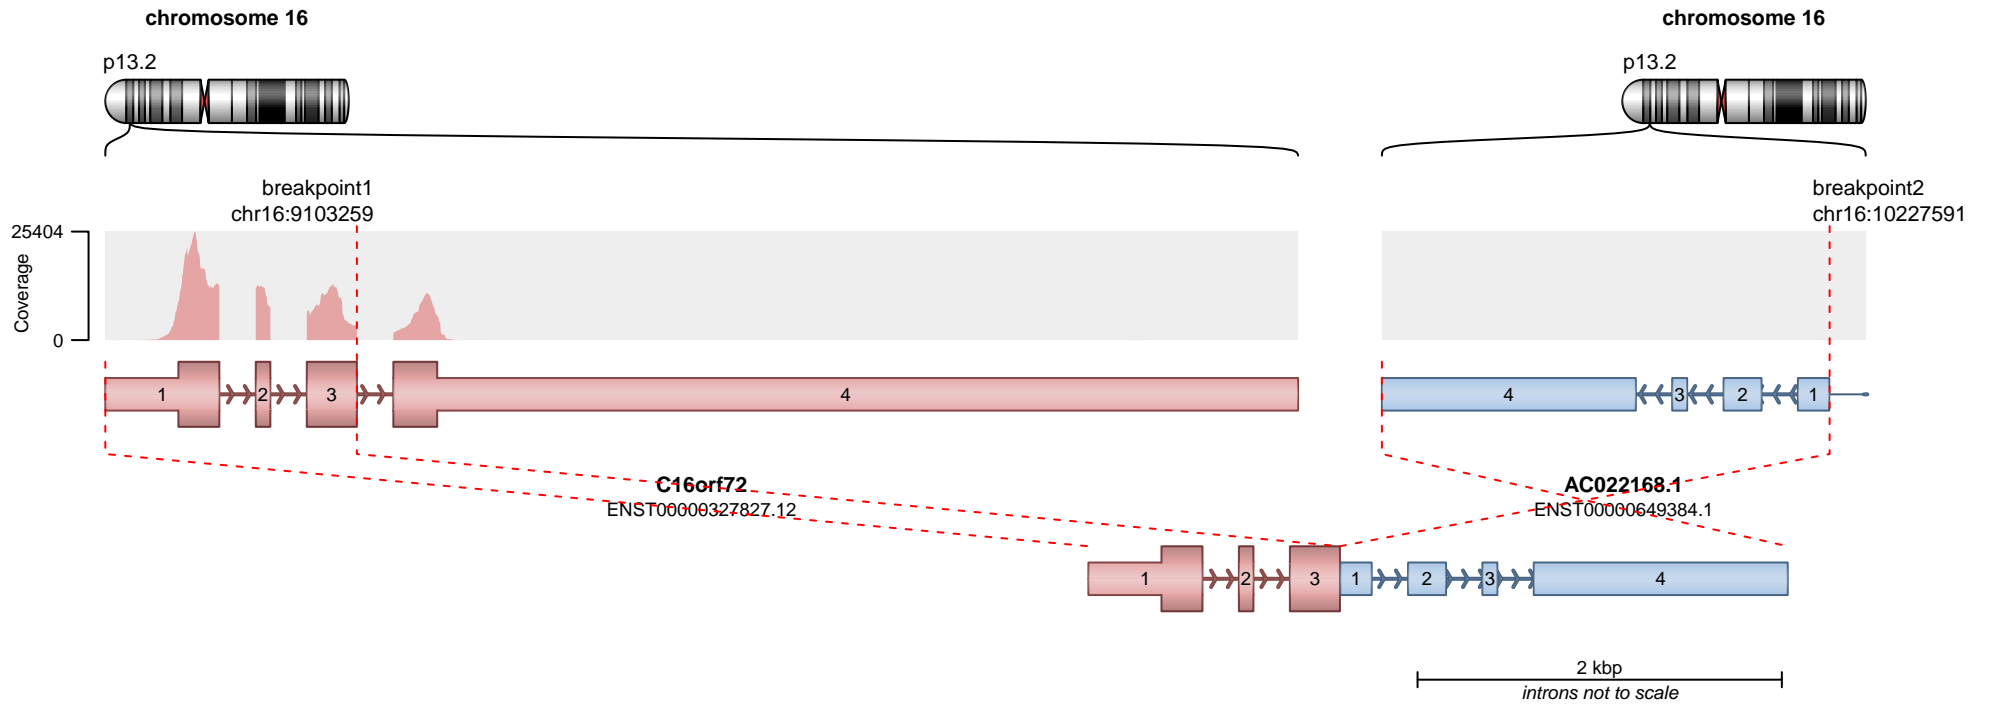 chromosome 16
chromosome 16
p13.2
p13.2
breakpoint1
chr16:9103259
breakpoint2
chr16:10227591
25404
Coverage
0
1
2
3
4
4
3
2
1
C16orf72
ENST00000327827.12
AC022168.1
ENST00000649384.1
1
2
3
1
2
3
4
2 kbp
introns not to scale